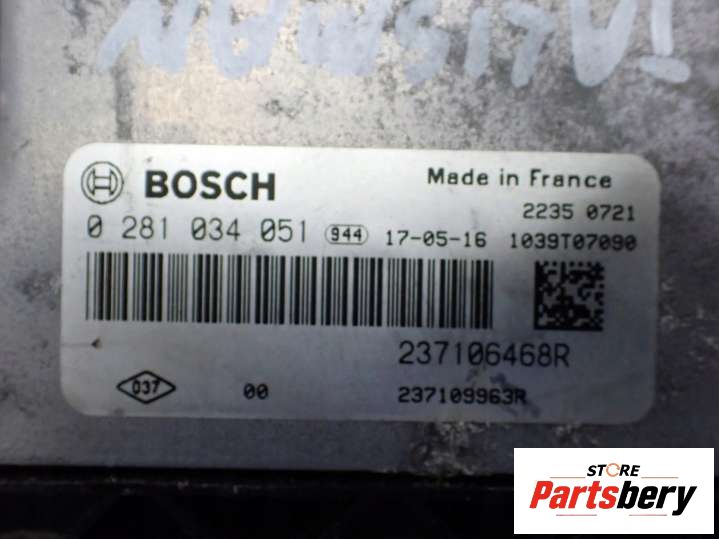 BOSCH
Made in France
2235 0721
0 281 034 051 944 17-05-16 1039T07090
237106468R
037 00 237109963R
STORE
Partsbery